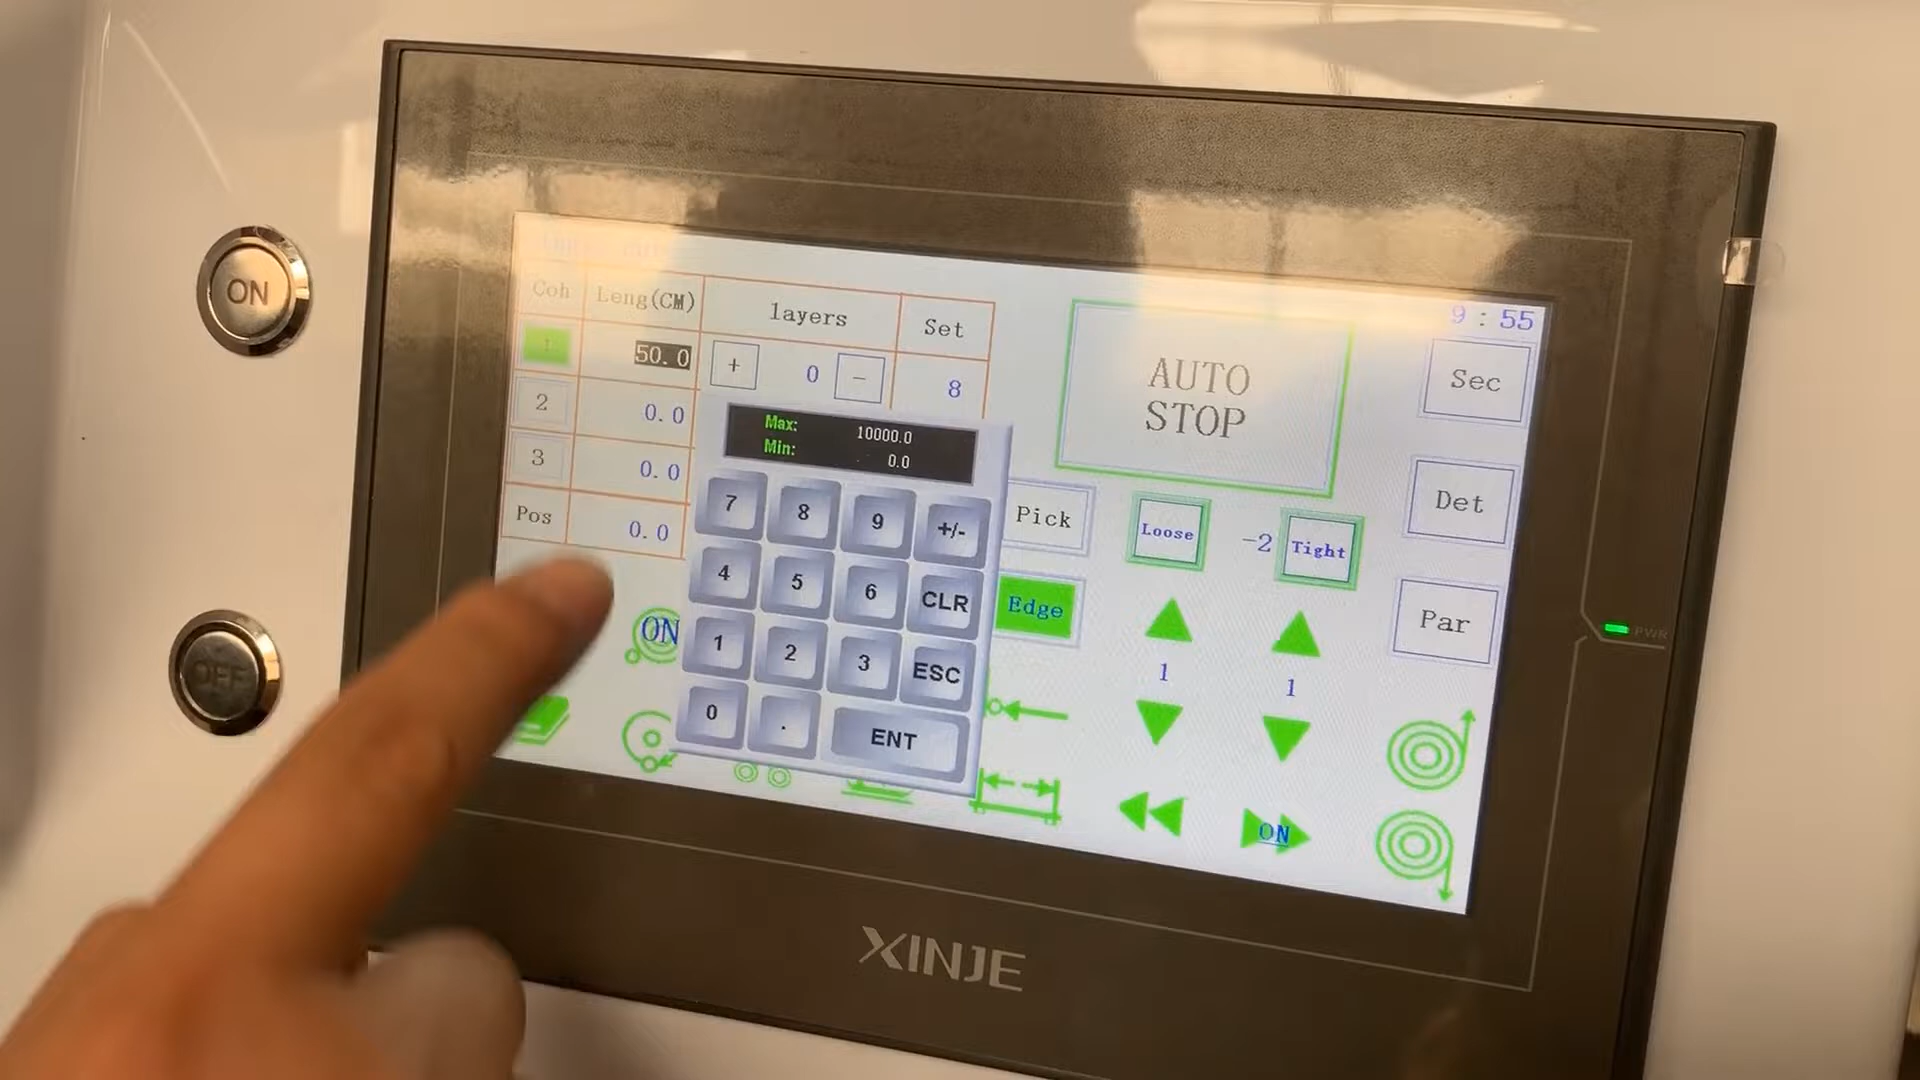 ON
OFF
9:55
Coh Leng(CM) layers Set
1 50.0 + 0 - 8
2 0.0
3 0.0
Pos 0.0
Max: 10000.0
Min: 0.0
7 8 9 +/-
4 5 6 CLR
1 2 3 ESC
0 . ENT
ON
AUTO
STOP
Pick
Edge
Loose -2 Tight
1 1
ON
Sec
Det
Par
PWR
XINJE